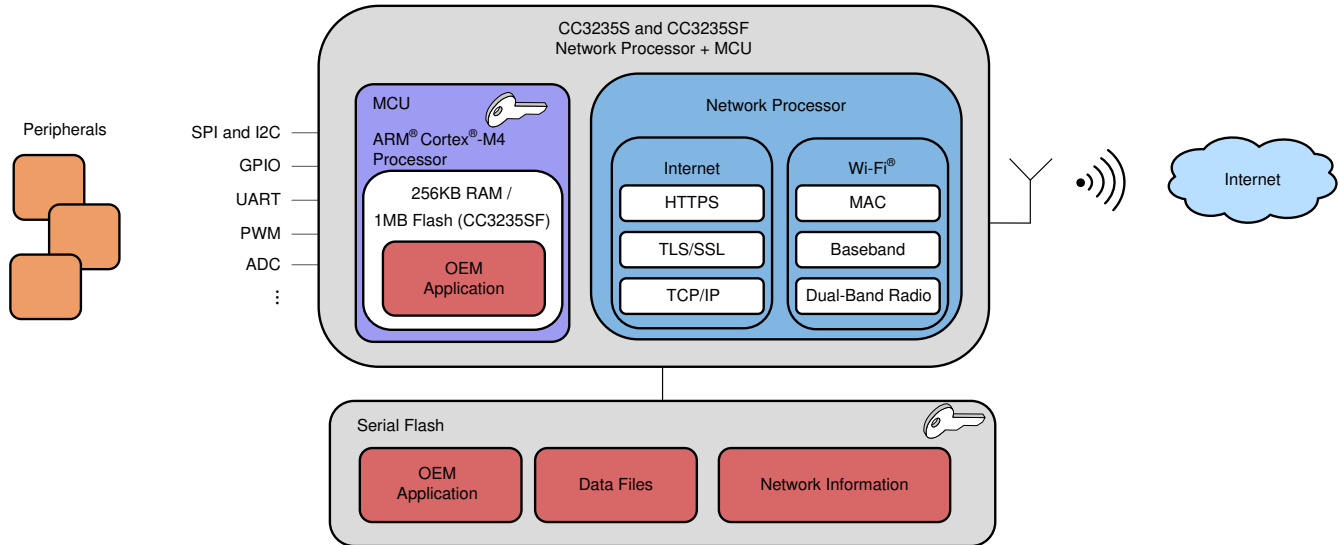 CC3235S and CC3235SF
Network Processor + MCU
Peripherals
SPI and I2C
GPIO
UART
PWM
ADC
⋮
MCU
ARM® Cortex®-M4
Processor
256KB RAM /
1MB Flash (CC3235SF)
OEM
Application
Network Processor
Internet
HTTPS
TLS/SSL
TCP/IP
Wi-Fi®
MAC
Baseband
Dual-Band Radio
Internet
Serial Flash
OEM
Application
Data Files
Network Information